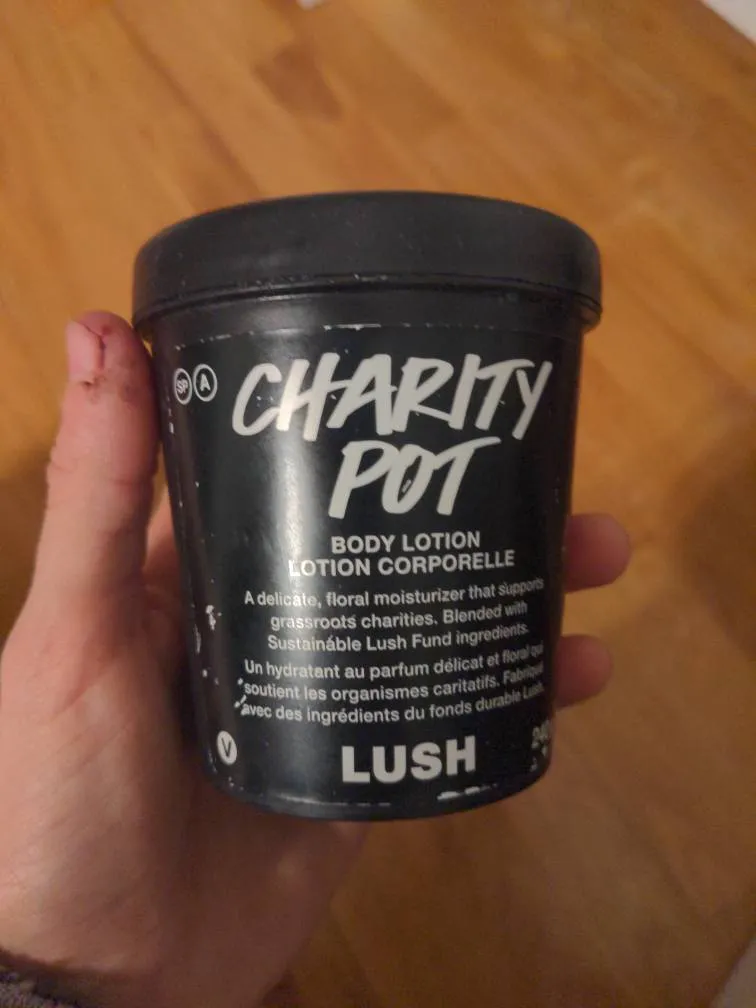 SP A
CHARITY
POT
BODY LOTION
LOTION CORPORELLE
A delicate, floral moisturizer that supports
grassroots charities. Blended with
Sustainable Lush Fund ingredients.
Un hydratant au parfum délicat et floral qui
soutient les organismes caritatifs. Fabriqué
avec des ingrédients du fonds durable Lush.
V
LUSH
240